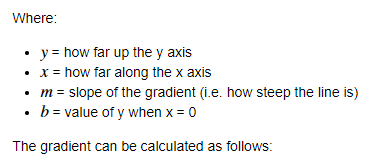 Where:
• y = how far up the y axis
• x = how far along the x axis
• m = slope of the gradient (i.e. how steep the line is)
• b = value of y when x = 0
The gradient can be calculated as follows: